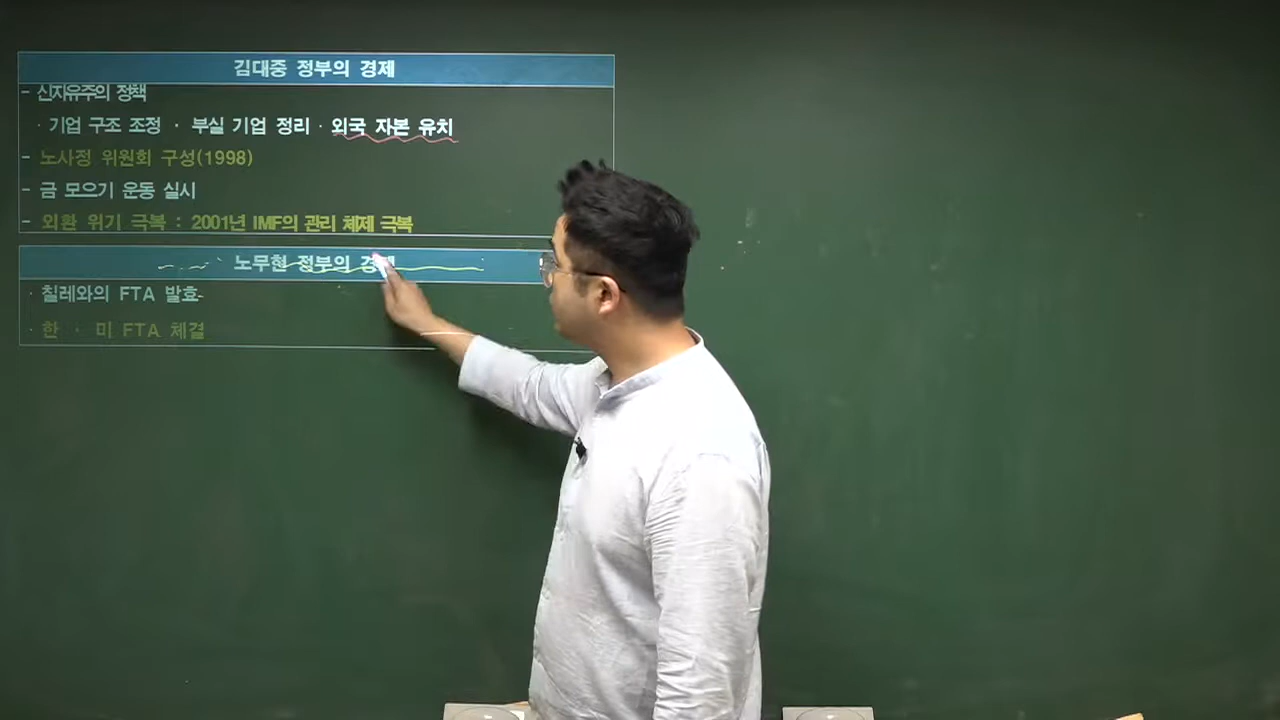 김대중 정부의 경제
- 신자유주의 정책
· 기업 구조 조정 · 부실 기업 정리 · 외국 자본 유치
- 노사정 위원회 구성(1998)
- 금 모으기 운동 실시
- 외환 위기 극복 : 2001년 IMF의 관리 체제 극복
노무현 정부의 경제
· 칠레와의 FTA 발효
· 한 · 미 FTA 체결